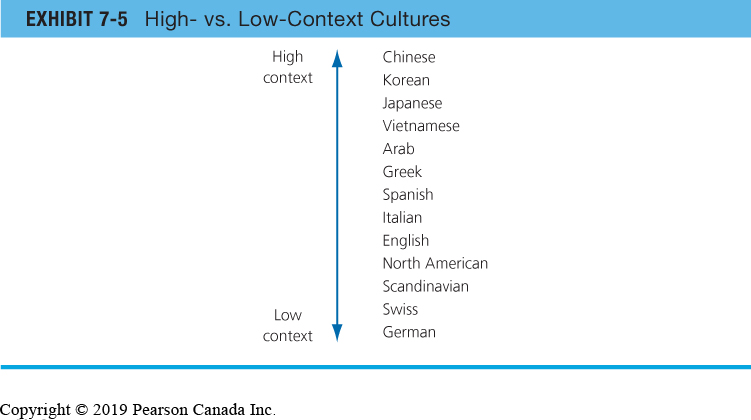 EXHIBIT 7-5 High- vs. Low-Context Cultures
High
context
Chinese
Korean
Japanese
Vietnamese
Arab
Greek
Spanish
Italian
English
North American
Scandinavian
Swiss
German
Low
context
Copyright © 2019 Pearson Canada Inc.